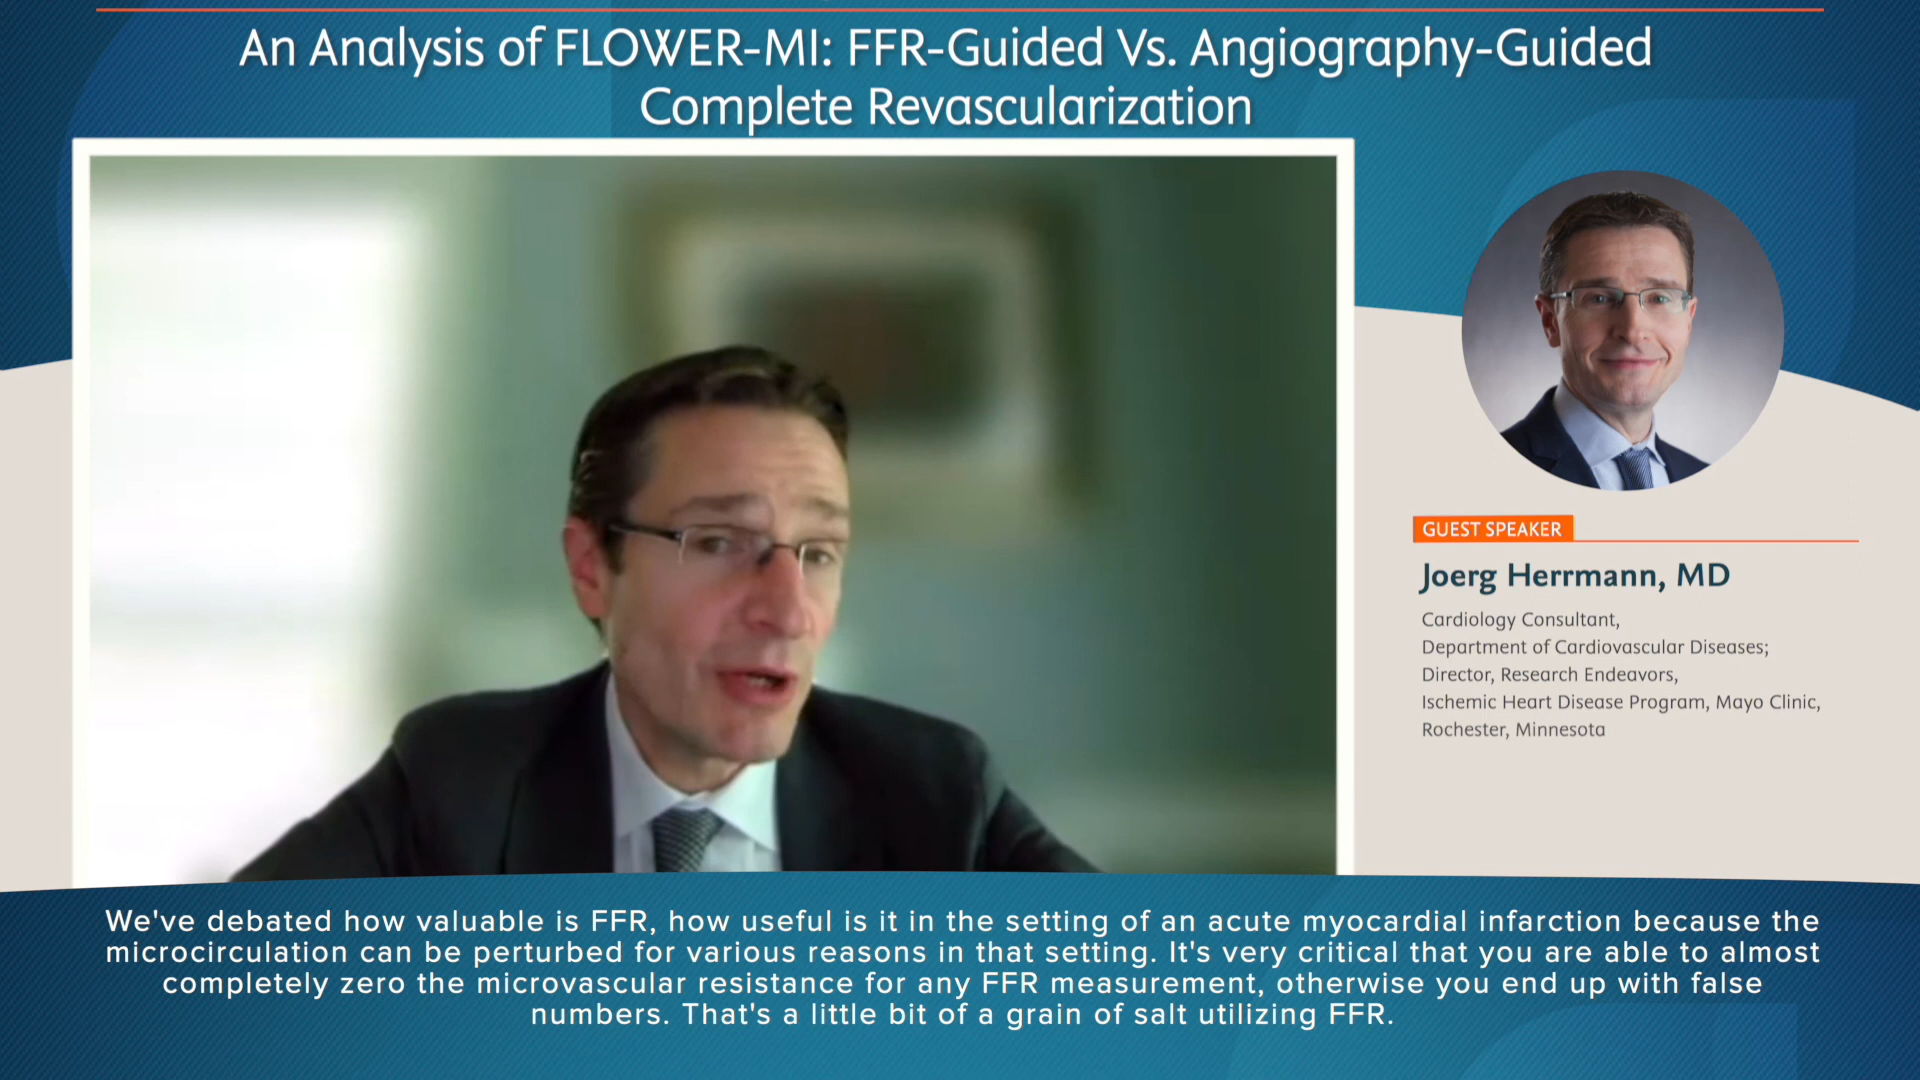 An Analysis of FLOWER-MI: FFR-Guided Vs. Angiography-Guided
Complete Revascularization
GUEST SPEAKER
Joerg Herrmann, MD
Cardiology Consultant,
Department of Cardiovascular Diseases;
Director, Research Endeavors,
Ischemic Heart Disease Program, Mayo Clinic,
Rochester, Minnesota
We've debated how valuable is FFR, how useful is it in the setting of an acute myocardial infarction because the
microcirculation can be perturbed for various reasons in that setting. It's very critical that you are able to almost
completely zero the microvascular resistance for any FFR measurement, otherwise you end up with false
numbers. That's a little bit of a grain of salt utilizing FFR.